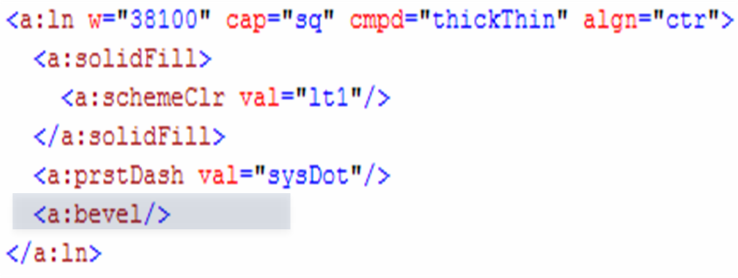 <a:ln w="38100" cap="sq" cmpd="thickThin" algn="ctr">
<a:solidFill>
<a:schemeClr val="lt1"/>
</a:solidFill>
<a:prstDash val="sysDot"/>
<a:bevel/>
</a:ln>